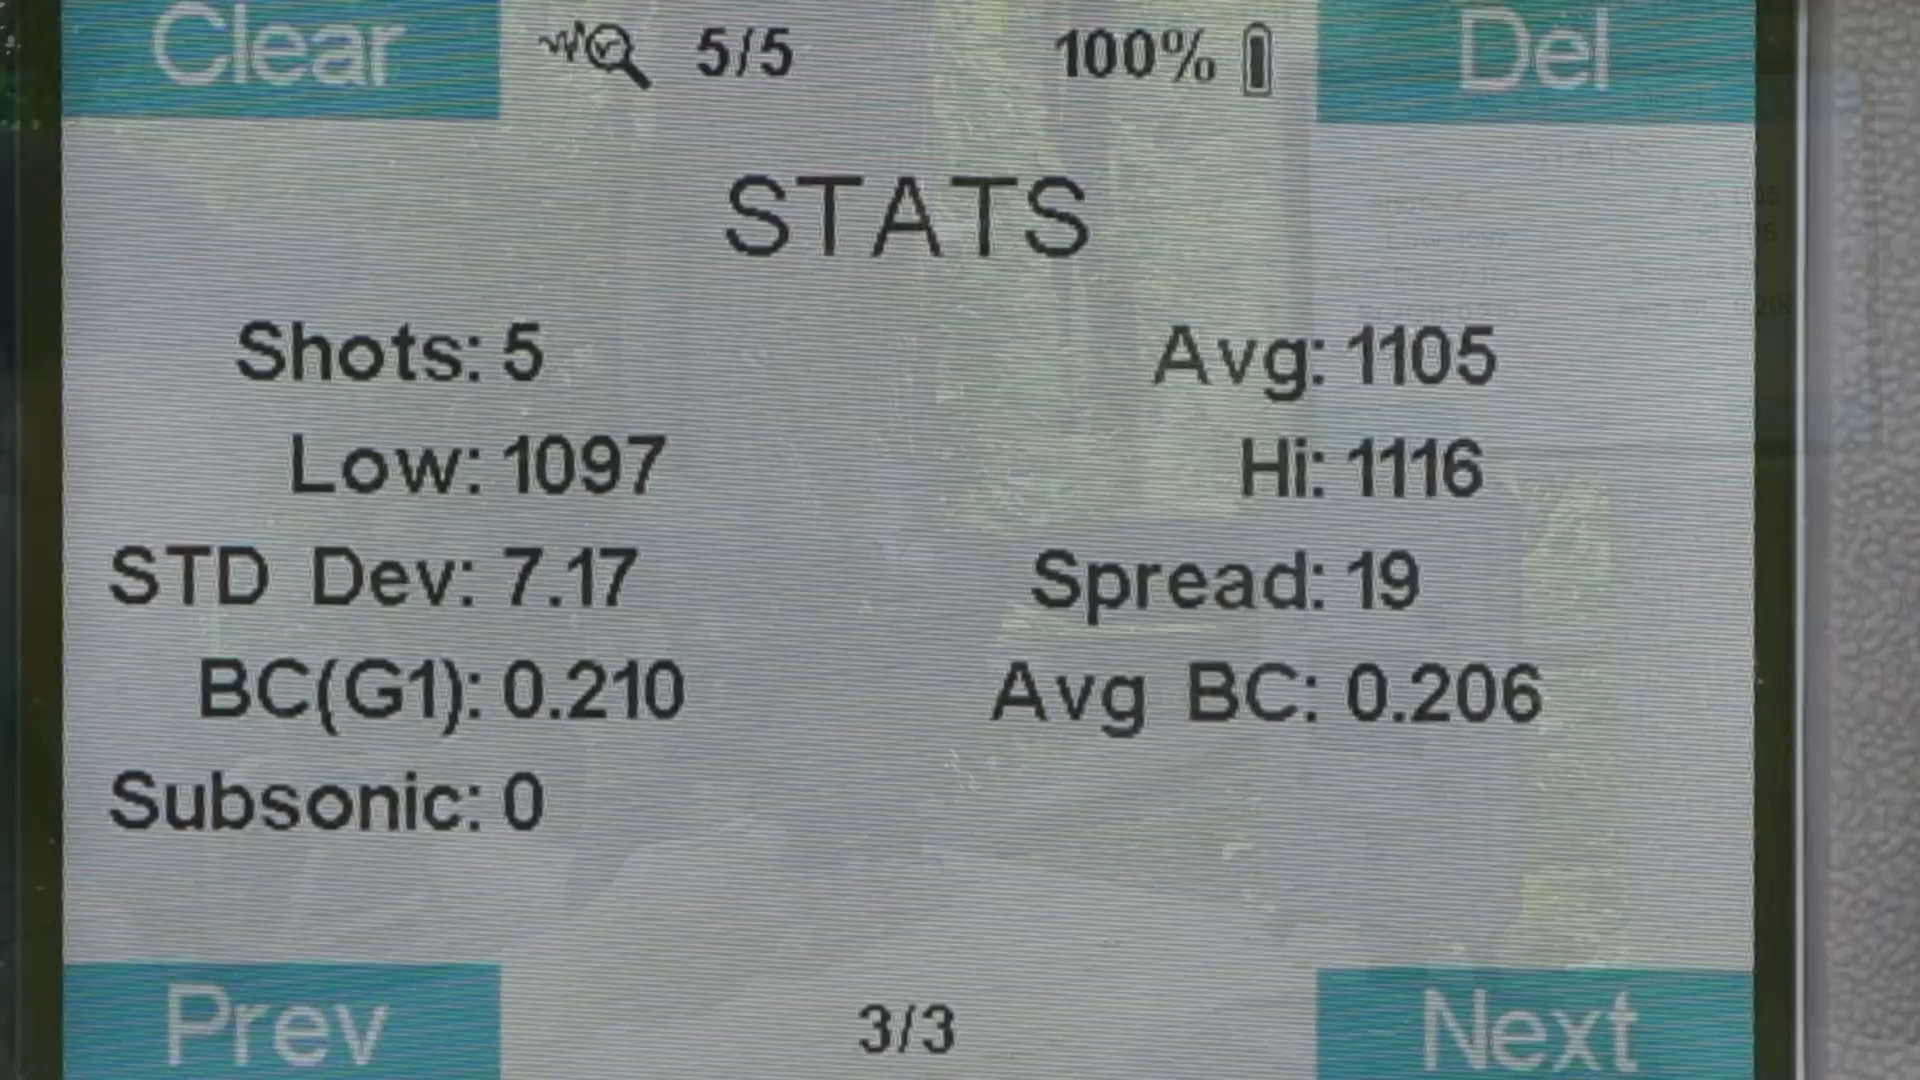 Clear 5/5 100% Del
STATS
Shots: 5 Avg: 1105
Low: 1097 Hi: 1116
STD Dev: 7.17 Spread: 19
BC(G1): 0.210 Avg BC: 0.206
Subsonic: 0
Prev 3/3 Next